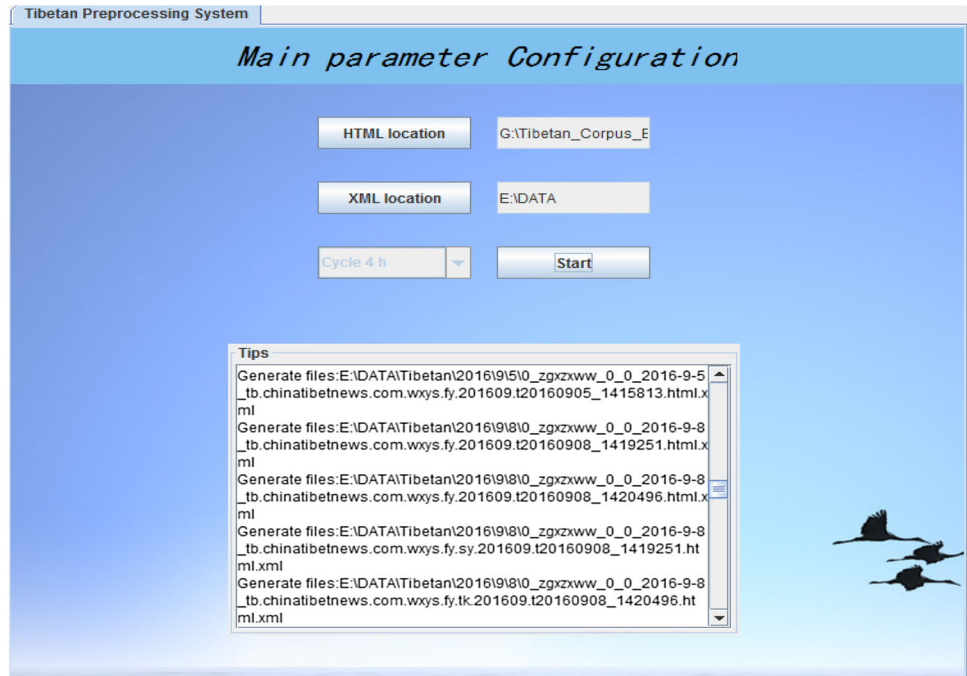 Tibetan Preprocessing System
Main parameter Configuration
HTML location
G:\Tibetan_Corpus_E
XML location
E:\DATA
Cycle 4 h
Start
Tips
Generate files:E:\DATA\Tibetan\2016\9\5\0_zgxzxww_0_0_2016-9-5
_tb.chinatibetnews.com.wxys.fy.201609.t20160905_1415813.html.x
ml
Generate files:E:\DATA\Tibetan\2016\9\8\0_zgxzxww_0_0_2016-9-8
_tb.chinatibetnews.com.wxys.fy.201609.t20160908_1419251.html.x
ml
Generate files:E:\DATA\Tibetan\2016\9\8\0_zgxzxww_0_0_2016-9-8
_tb.chinatibetnews.com.wxys.fy.201609.t20160908_1420496.html.x
ml
Generate files:E:\DATA\Tibetan\2016\9\8\0_zgxzxww_0_0_2016-9-8
_tb.chinatibetnews.com.wxys.fy.sy.201609.t20160908_1419251.ht
ml.xml
Generate files:E:\DATA\Tibetan\2016\9\8\0_zgxzxww_0_0_2016-9-8
_tb.chinatibetnews.com.wxys.fy.tk.201609.t20160908_1420496.ht
ml.xml